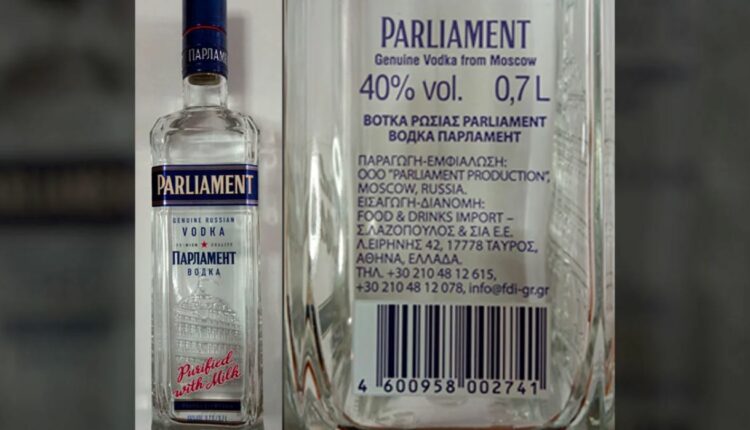 ПАРЛАМЕНТ
PARLIAMENT
GENUINE RUSSIAN
VODKA
ПАРЛАМЕНТ
ВОДКА
Purified
with Milk
PARLIAMENT
Genuine Vodka from Moscow
40% vol. 0,7 L
ΒΟΤΚΑ ΡΩΣΙΑΣ PARLIAMENT
ВОДКА ПАРЛАМЕНТ
ΠΑΡΑΓΩΓΗ-ΕΜΦΙΑΛΩΣΗ:
OOO "PARLIAMENT PRODUCTION",
MOSCOW, RUSSIA.
ΕΙΣΑΓΩΓΗ-ΔΙΑΝΟΜΗ:
FOOD & DRINKS IMPORT –
Σ.ΛΑΖΟΠΟΥΛΟΣ & ΣΙΑ Ε.Ε.
Λ.ΕΙΡΗΝΗΣ 42, 17778 ΤΑΥΡΟΣ,
ΑΘΗΝΑ, ΕΛΛΑΔΑ.
ΤΗΛ. +30 210 48 12 615,
+30 210 48 12 078, info@fdi-gr.gr
4 600958 002741